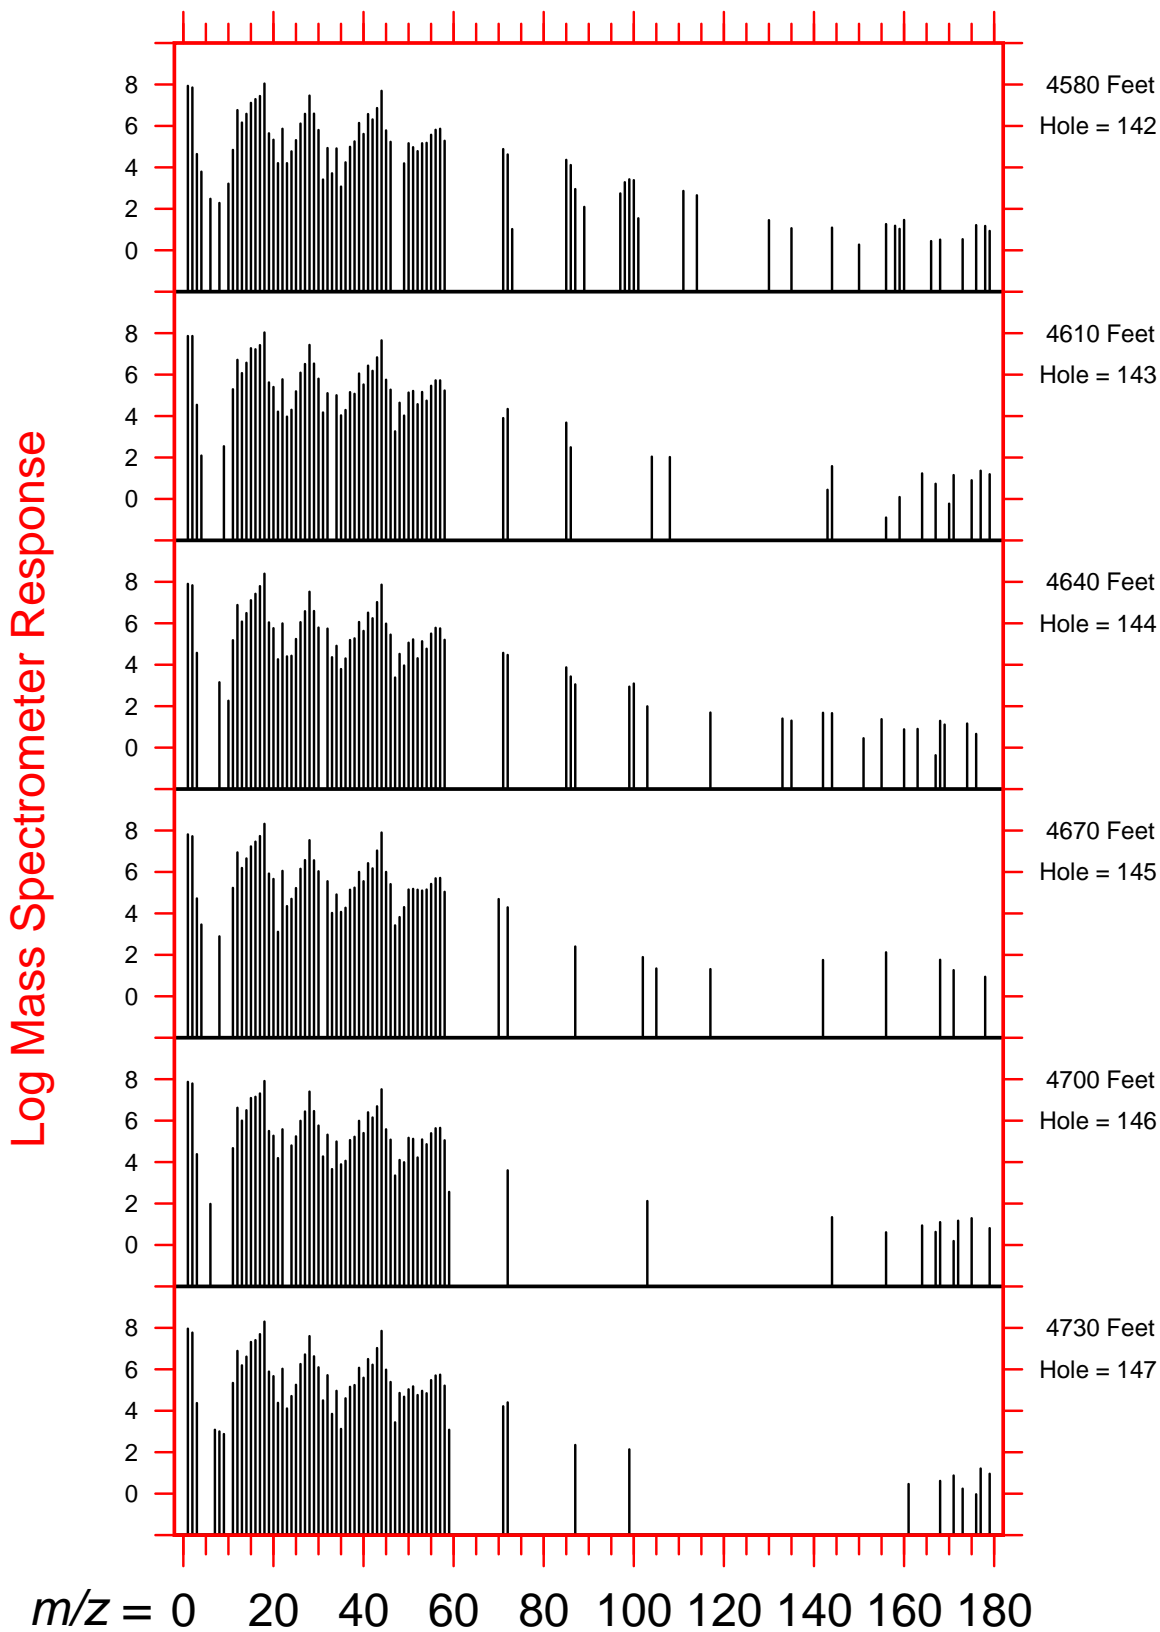 8
6
4
2
0
4580 Feet
Hole = 142
8
6
4
2
0
4610 Feet
Hole = 143
8
6
4
2
0
4640 Feet
Hole = 144
8
6
4
2
0
4670 Feet
Hole = 145
8
6
4
2
0
4700 Feet
Hole = 146
8
6
4
2
0
4730 Feet
Hole = 147
Log Mass Spectrometer Response
m/z = 0 20 40 60 80 100 120 140 160 180